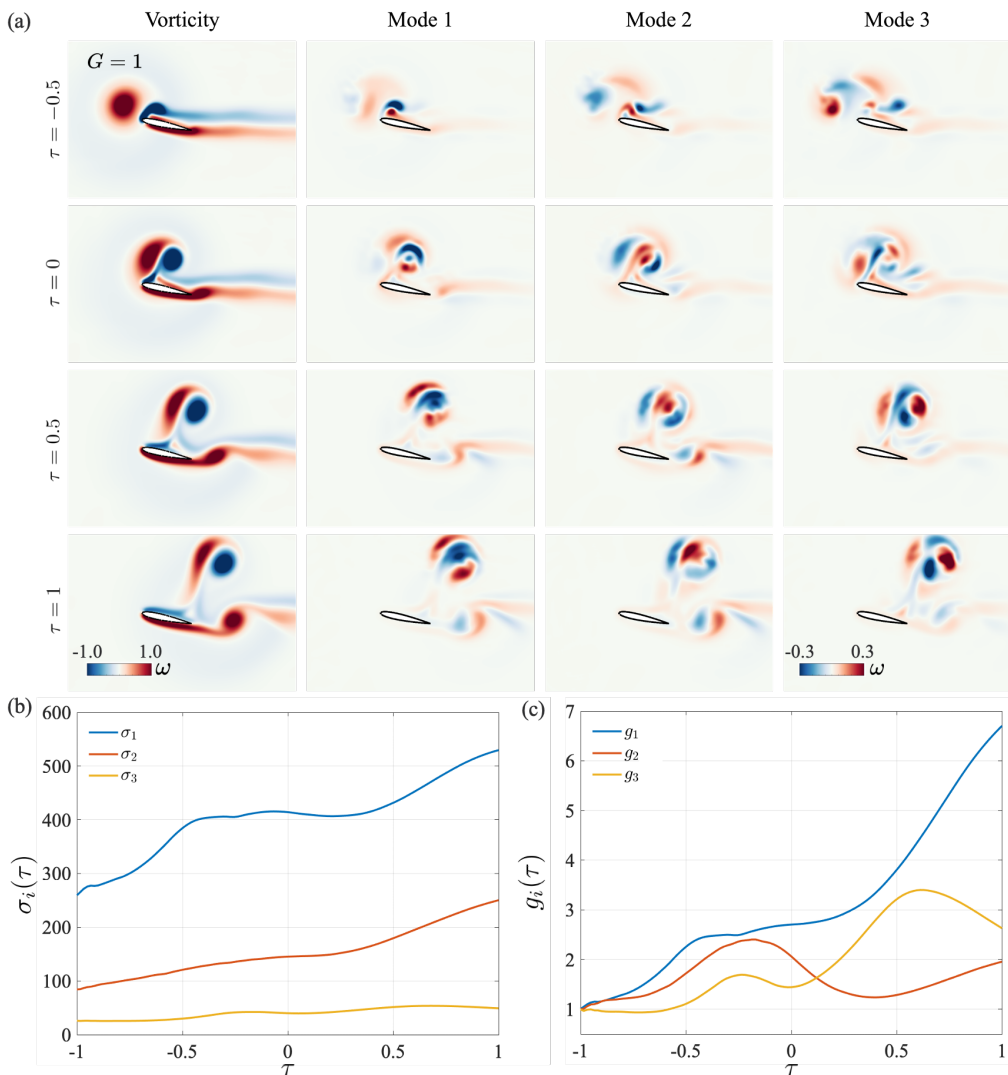 (a)
Vorticity Mode 1 Mode 2 Mode 3
G = 1
τ = −0.5
τ = 0
τ = 0.5
τ = 1
-1.0 1.0
ω
-0.3 0.3
ω
(b)
600
500
400
300
200
100
0
σ₁
σ₂
σ₃
σᵢ(τ)
-1 -0.5 0 0.5 1
τ
(c)
7
6
5
4
3
2
1
g₁
g₂
g₃
gᵢ(τ)
-1 -0.5 0 0.5 1
τ